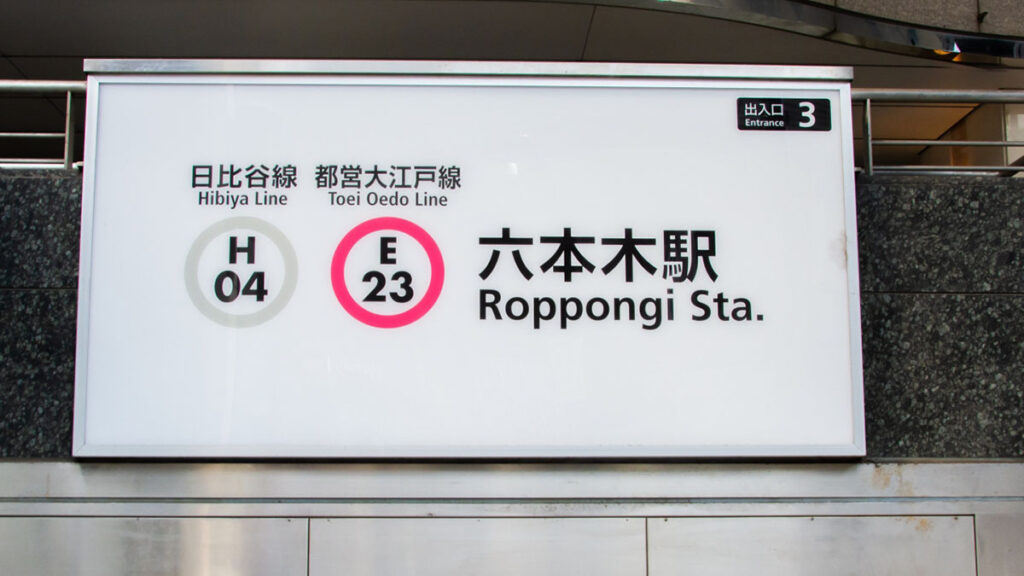 出入口
Entrance
3
日比谷線
Hibiya Line
都営大江戸線
Toei Oedo Line
H
04
E
23
六本木駅
Roppongi Sta.